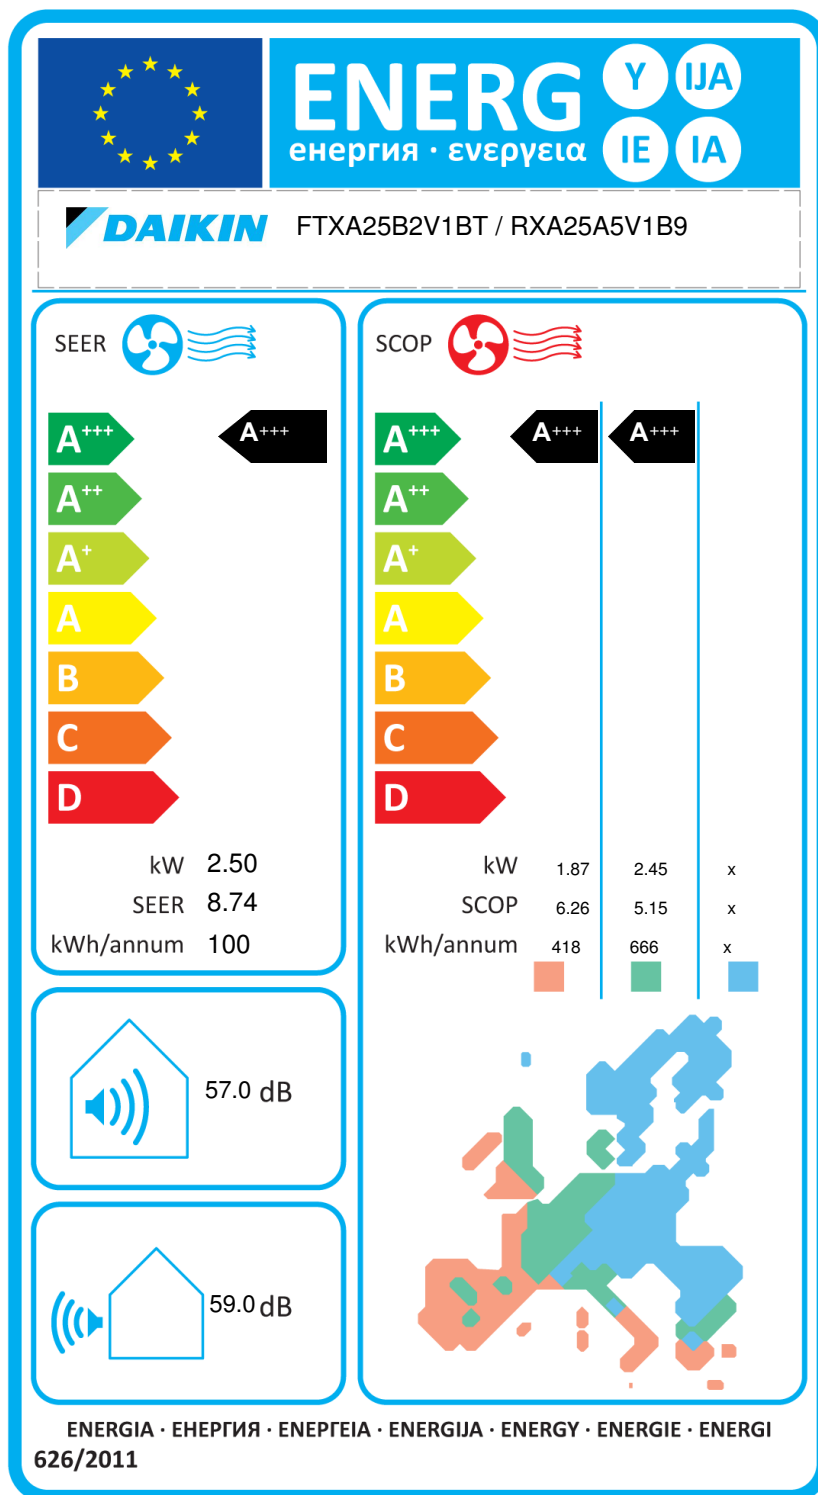 ENERG
енергия · ενεργεια
Y
IJA
IE
IA
DAIKIN
FTXA25B2V1BT / RXA25A5V1B9
SEER
A+++
A+++
A++
A+
A
B
C
D
kW 2.50
SEER 8.74
kWh/annum 100
SCOP
A+++
A+++
A+++
A++
A+
A
B
C
D
kW 1.87 2.45 x
SCOP 6.26 5.15 x
kWh/annum 418 666 x
57.0 dB
59.0 dB
ENERGIA · ЕНЕРГИЯ · ΕΝΕΡΓΕΙΑ · ENERGIJA · ENERGY · ENERGIE · ENERGI
626/2011